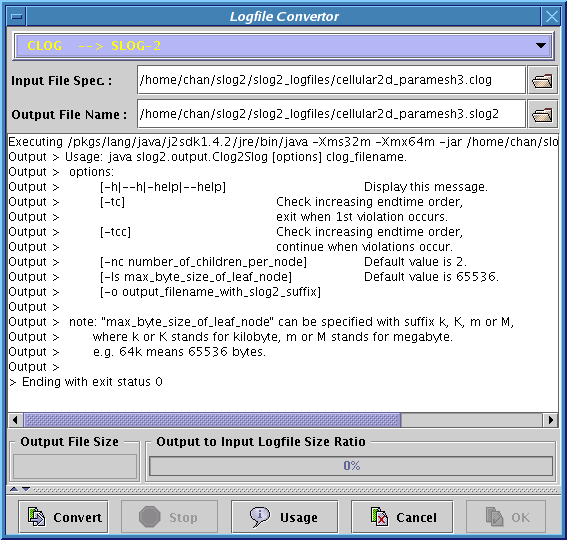 Logfile Convertor
CLOG --> SLOG-2
Input File Spec. : /home/chan/slog2/slog2_logfiles/cellular2d_paramesh3.clog
Output File Name : /home/chan/slog2/slog2_logfiles/cellular2d_paramesh3.slog2
Executing /pkgs/lang/java/j2sdk1.4.2/jre/bin/java -Xms32m -Xmx64m -jar /home/chan/slo
Output > Usage: java slog2.output.Clog2Slog [options] clog_filename.
Output > options:
Output > [-h|--h|-help|--help] Display this message.
Output > [-tc] Check increasing endtime order,
Output > exit when 1st violation occurs.
Output > [-tcc] Check increasing endtime order,
Output > continue when violations occur.
Output > [-nc number_of_children_per_node] Default value is 2.
Output > [-ls max_byte_size_of_leaf_node] Default value is 65536.
Output > [-o output_filename_with_slog2_suffix]
Output >
Output > note: "max_byte_size_of_leaf_node" can be specified with suffix k, K, m or M,
Output > where k or K stands for kilobyte, m or M stands for megabyte.
Output > e.g. 64k means 65536 bytes.
Output >
> Ending with exit status 0
Output File Size Output to Input Logfile Size Ratio
0%
Convert Stop Usage Cancel OK